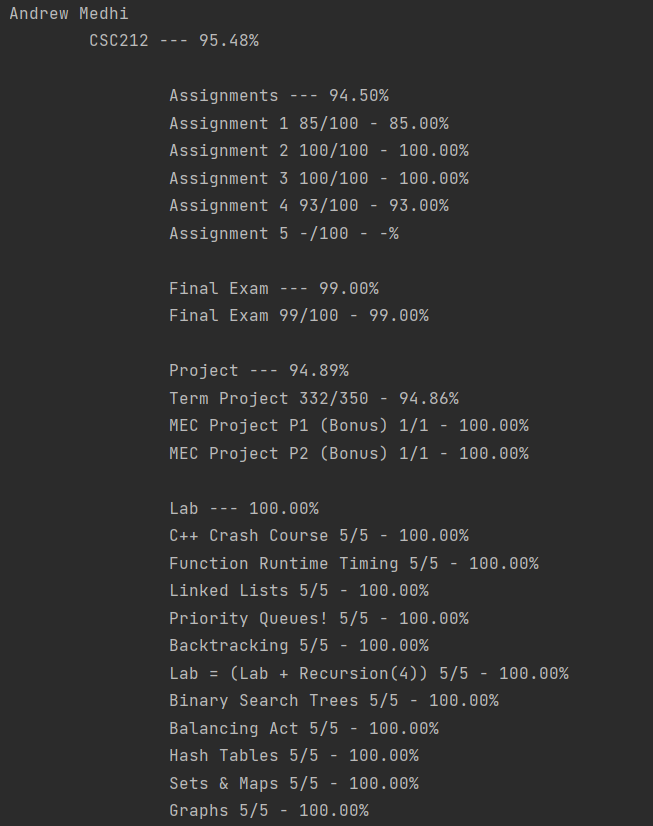 Andrew Medhi
CSC212 --- 95.48%
Assignments --- 94.50%
Assignment 1 85/100 - 85.00%
Assignment 2 100/100 - 100.00%
Assignment 3 100/100 - 100.00%
Assignment 4 93/100 - 93.00%
Assignment 5 -/100 - -%
Final Exam --- 99.00%
Final Exam 99/100 - 99.00%
Project --- 94.89%
Term Project 332/350 - 94.86%
MEC Project P1 (Bonus) 1/1 - 100.00%
MEC Project P2 (Bonus) 1/1 - 100.00%
Lab --- 100.00%
C++ Crash Course 5/5 - 100.00%
Function Runtime Timing 5/5 - 100.00%
Linked Lists 5/5 - 100.00%
Priority Queues! 5/5 - 100.00%
Backtracking 5/5 - 100.00%
Lab = (Lab + Recursion(4)) 5/5 - 100.00%
Binary Search Trees 5/5 - 100.00%
Balancing Act 5/5 - 100.00%
Hash Tables 5/5 - 100.00%
Sets & Maps 5/5 - 100.00%
Graphs 5/5 - 100.00%